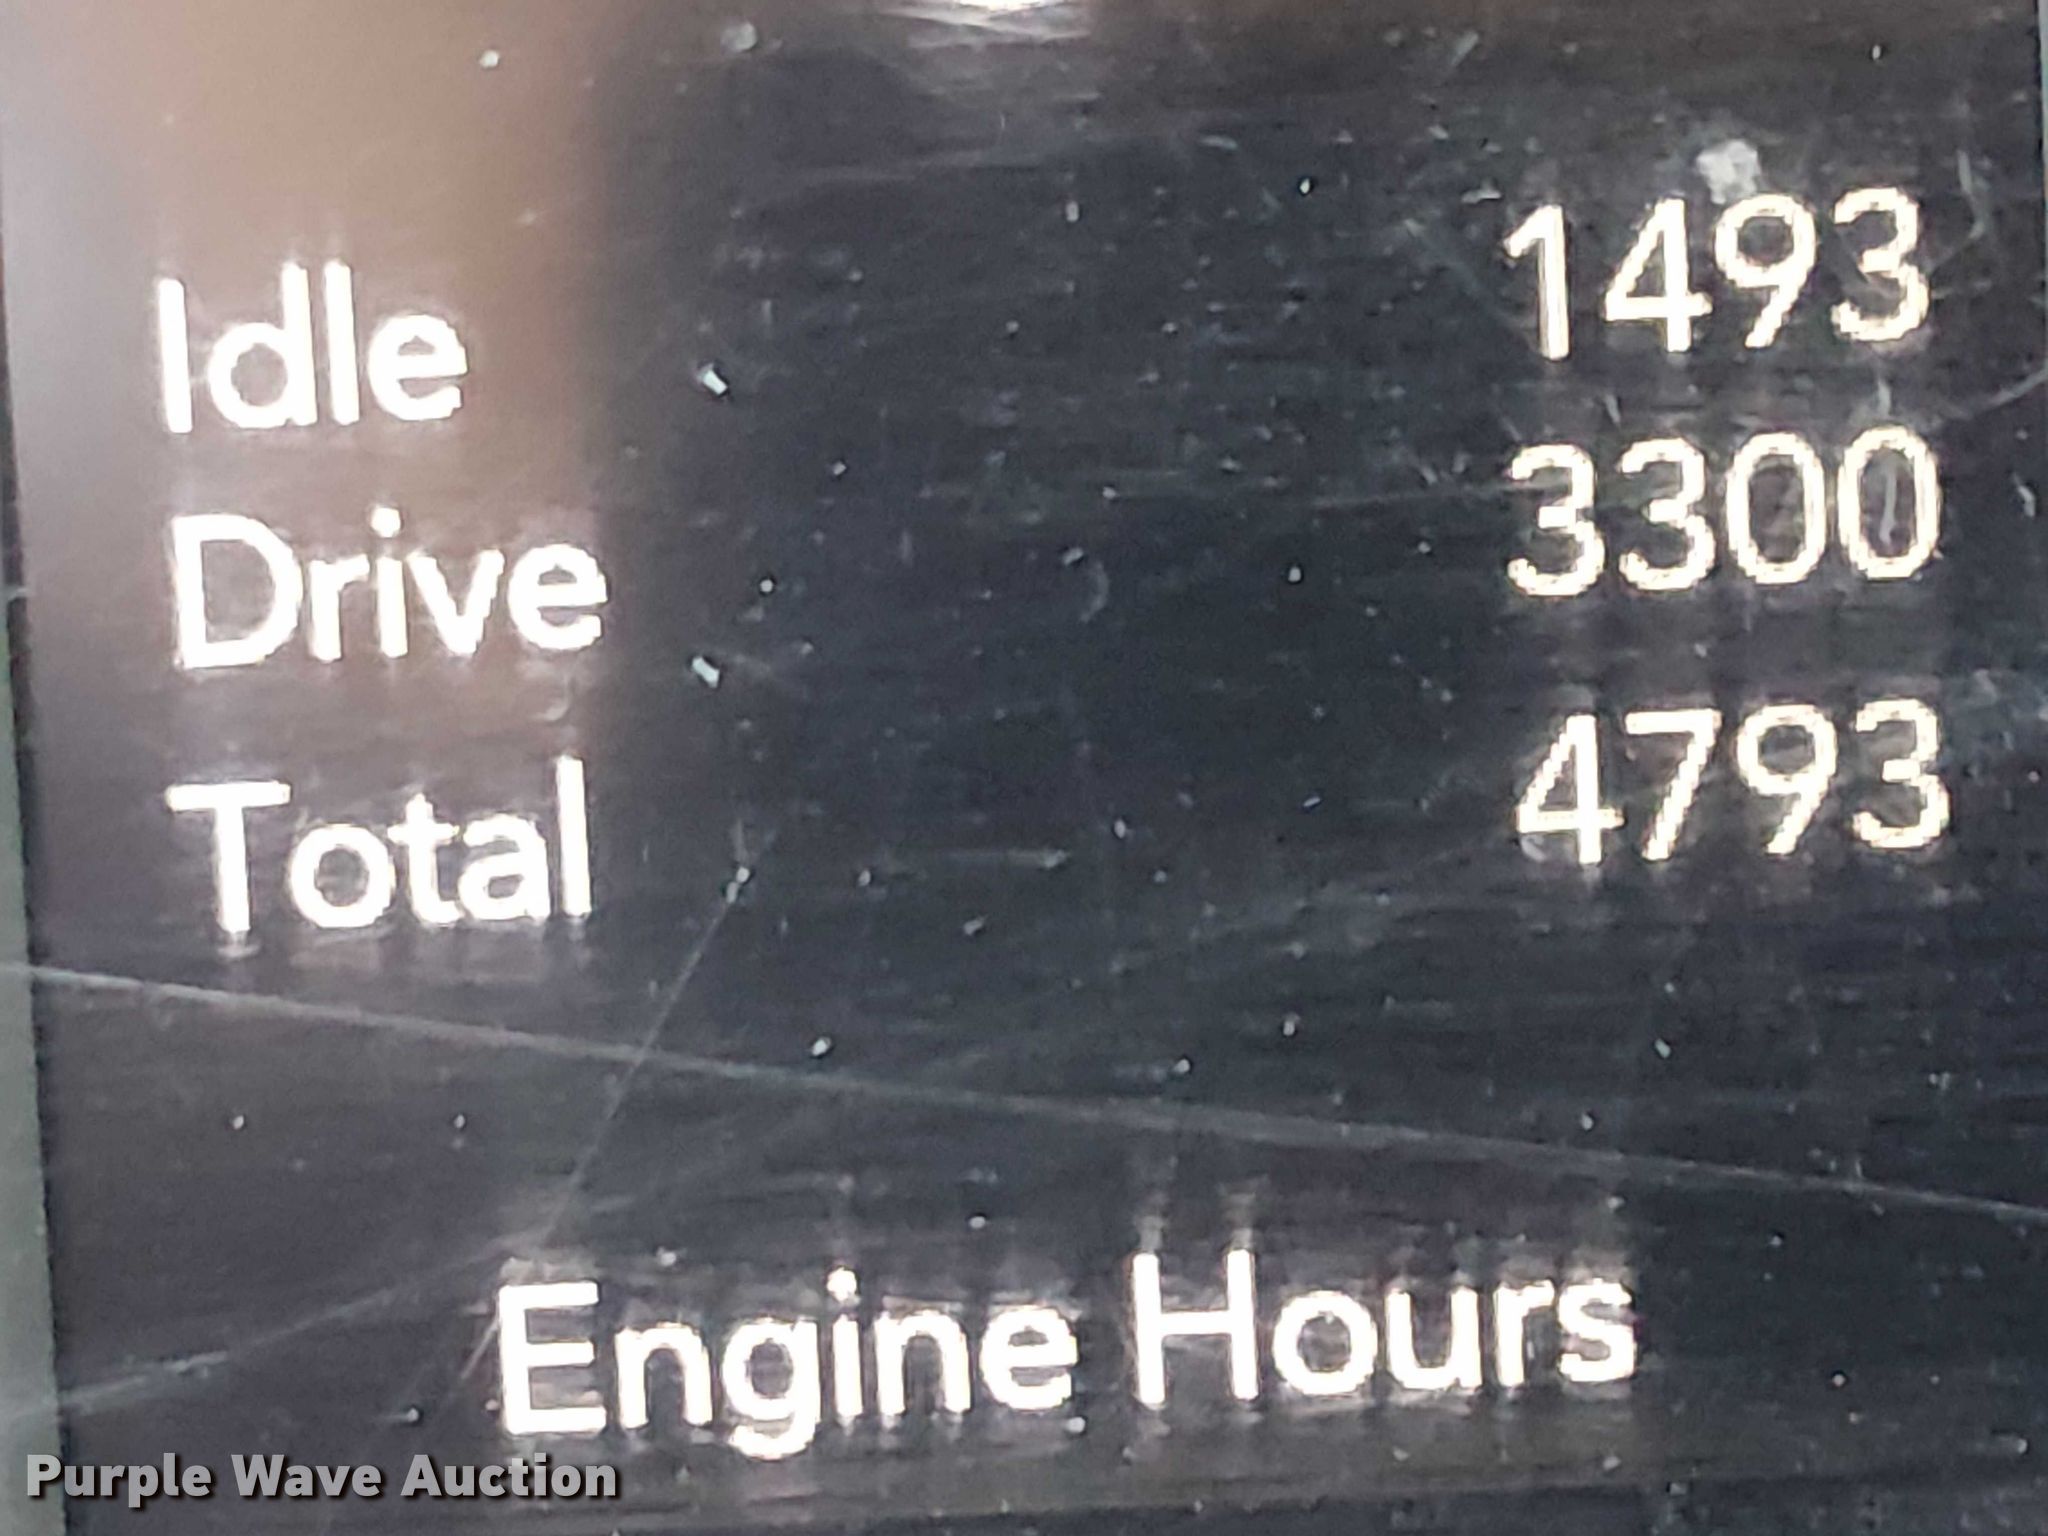 Idle 1493
Drive 3300
Total 4793
Engine Hours
Purple Wave Auction